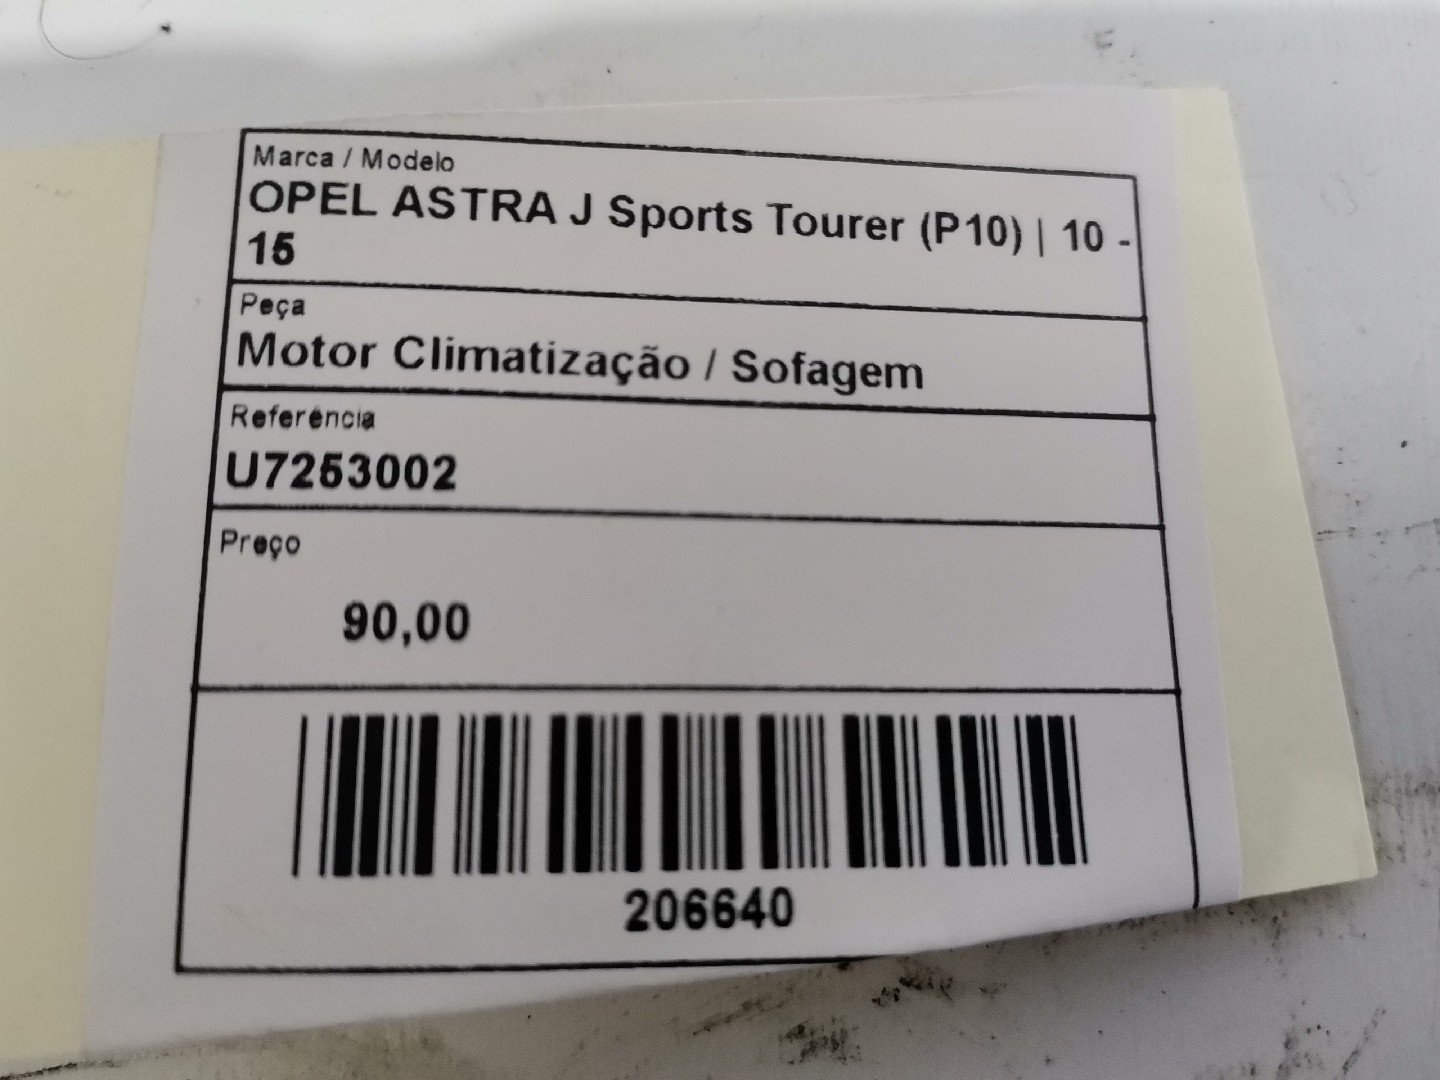 Marca / Modelo
OPEL ASTRA J Sports Tourer (P10) | 10 -
15
Peça
Motor Climatização / Sofagem
Referência
U7253002
Preço
90,00
206640